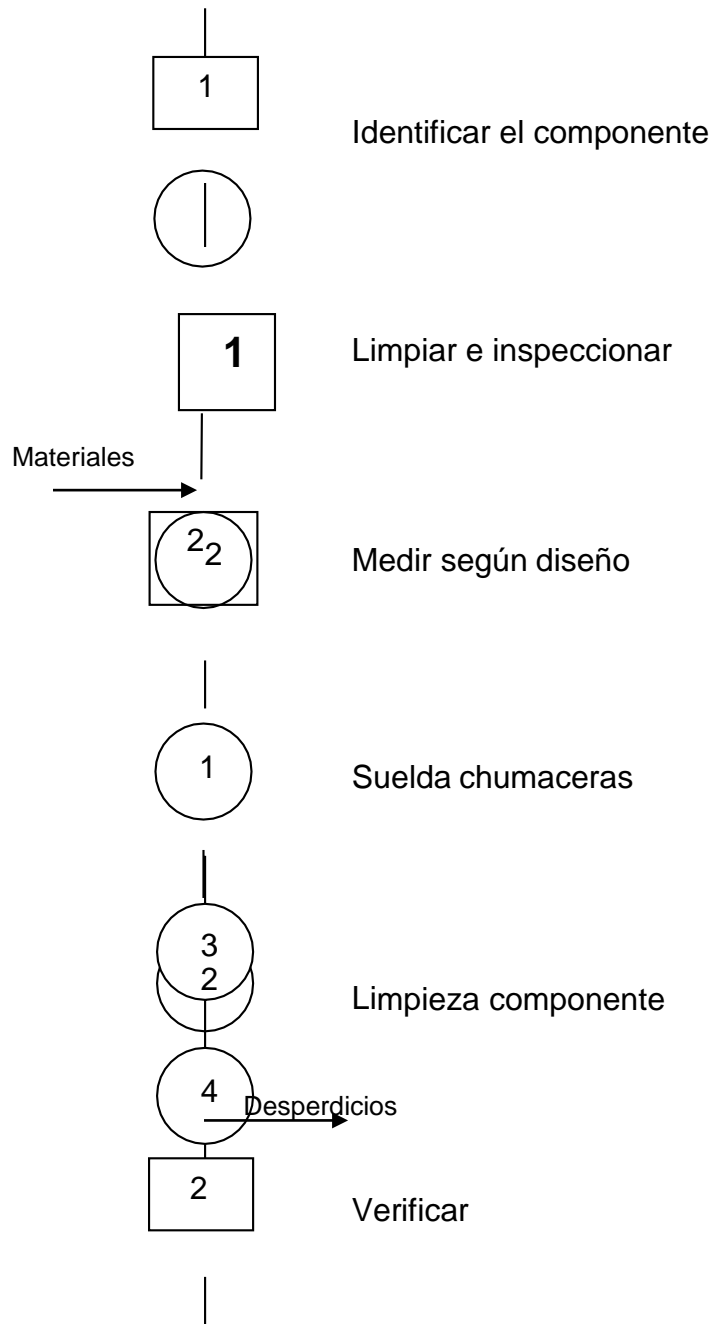 1
Identificar el componente
1
Limpiar e inspeccionar
Materiales
2 2
Medir según diseño
1
Suelda chumaceras
3
2
Limpieza componente
4
Desperdicios
2
Verificar